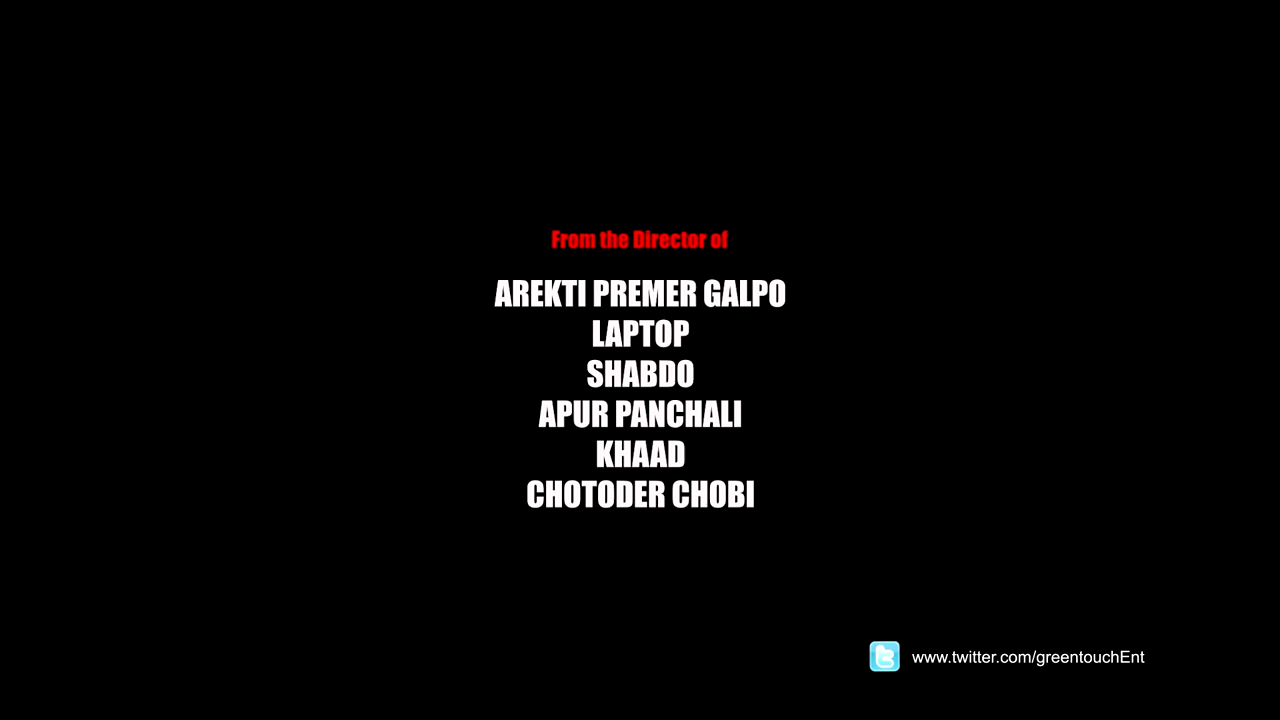 From the Director of
AREKTI PREMER GALPO
LAPTOP
SHABDO
APUR PANCHALI
KHAAD
CHOTODER CHOBI
www.twitter.com/greentouchEnt